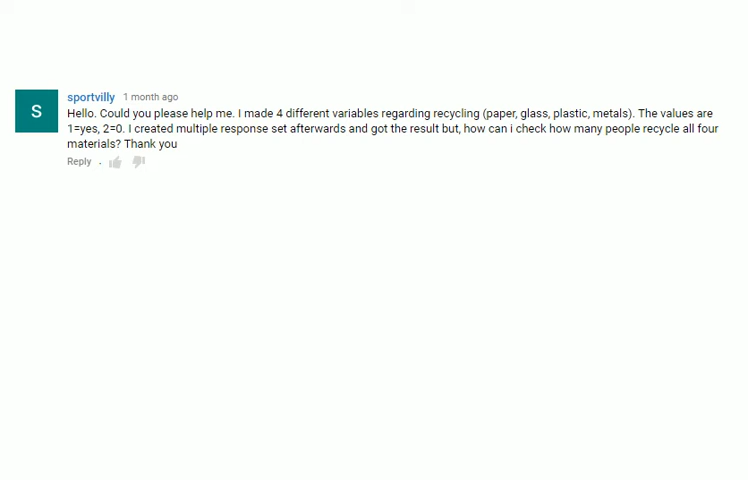 S
sportvilly 1 month ago
Hello. Could you please help me. I made 4 different variables regarding recycling (paper, glass, plastic, metals). The values are
1=yes, 2=0. I created multiple response set afterwards and got the result but, how can i check how many people recycle all four
materials? Thank you
Reply .